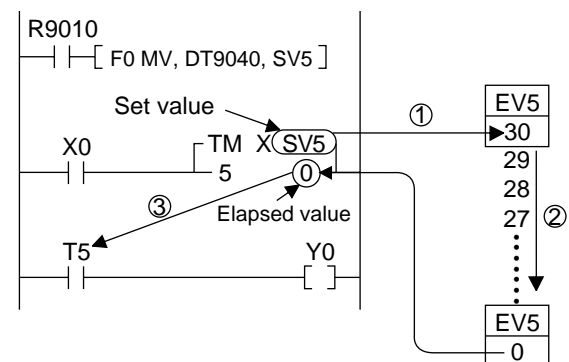 R9010
F0 MV, DT9040, SV5
Set value
①
EV5
30
X0
TM X SV5
5
0
29
28
27
②
③
Elapsed value
T5
Y0
EV5
0